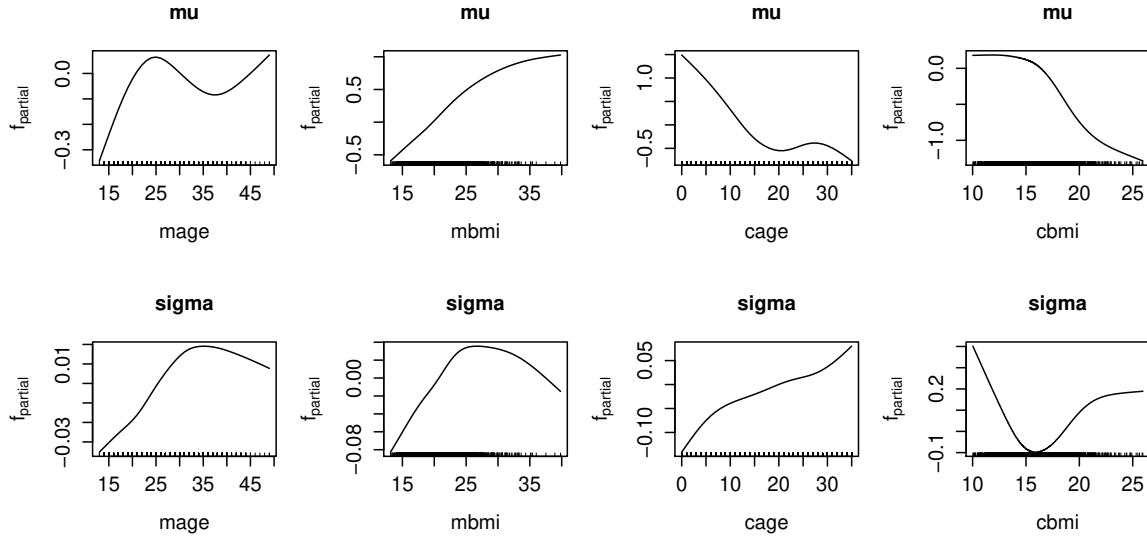 mu mu mu mu
f_partial −0.3 0.0 f_partial −0.5 0.5 f_partial −0.5 1.0 f_partial −1.0 0.0
15 25 35 45 15 25 35 0 10 20 30 10 15 20 25
mage mbmi cage cbmi
sigma sigma sigma sigma
f_partial −0.03 0.01 f_partial −0.08 0.00 f_partial −0.10 0.05 f_partial −0.1 0.2
15 25 35 45 15 25 35 0 10 20 30 10 15 20 25
mage mbmi cage cbmi